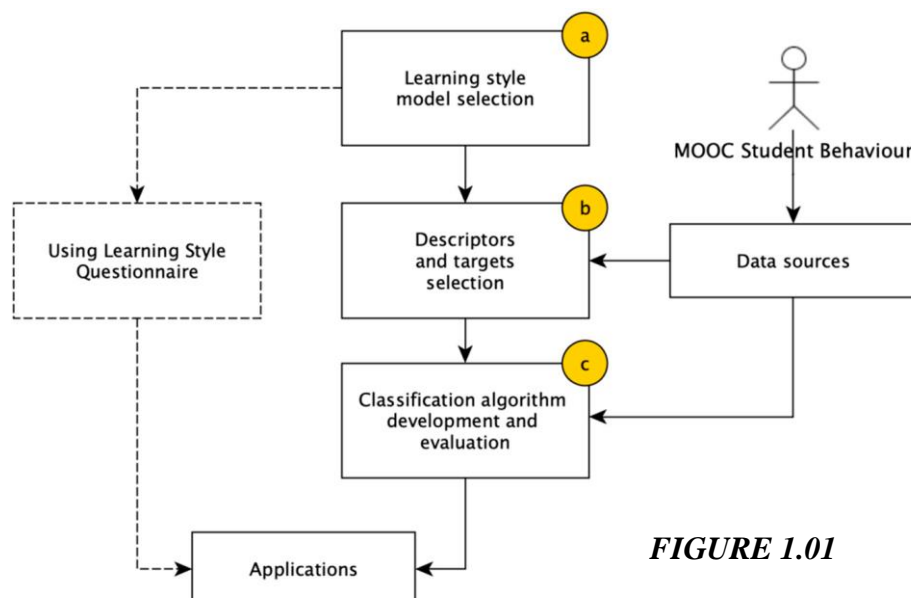 a
Learning style
model selection
MOOC Student Behaviour
b
Using Learning Style
Questionnaire
Descriptors
and targets
selection
Data sources
c
Classification algorithm
development and
evaluation
FIGURE 1.01
Applications